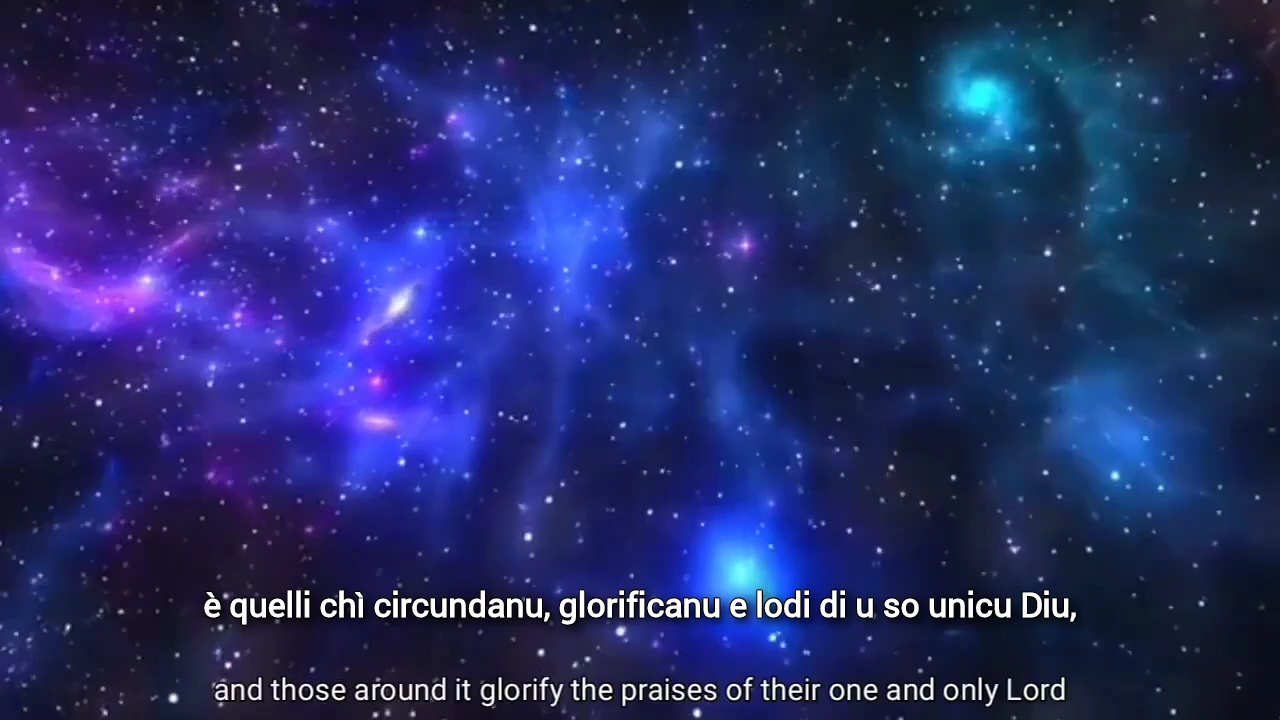 è quelli chì circundanu, glorificanu e lodi di u so unicu Diu,
and those around it glorify the praises of their one and only Lord